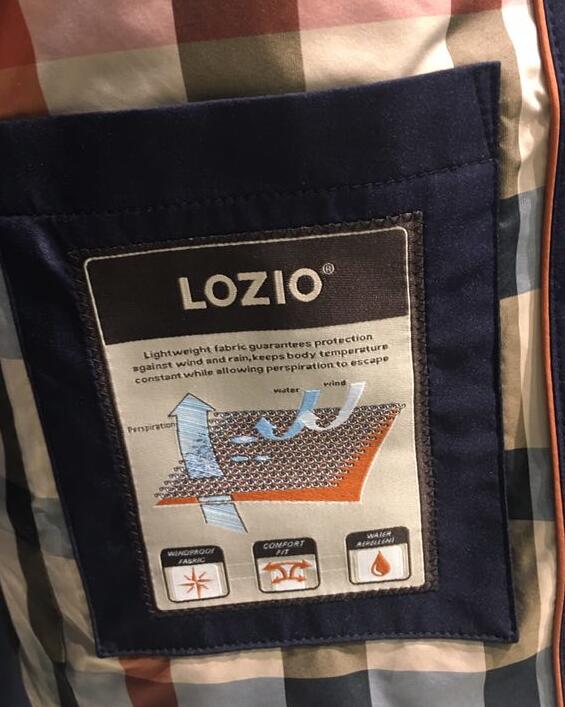 LOZIO®
Lightweight fabric guarantees protection
against wind and rain,keeps body temperature
constant while allowing perspiration to escape
water wind
Perspiration
WINDPROOF
FABRIC
COMFORT
FIT
WATER
REPELLENT